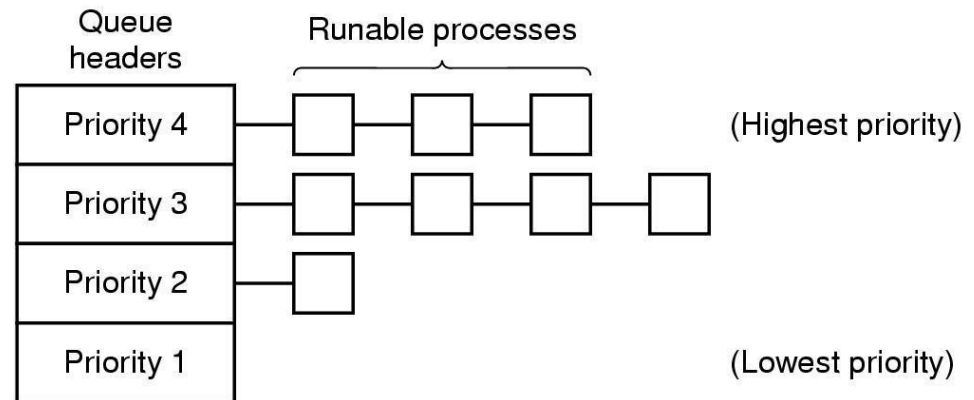 Queue
headers
Runable processes
Priority 4
(Highest priority)
Priority 3
Priority 2
Priority 1
(Lowest priority)